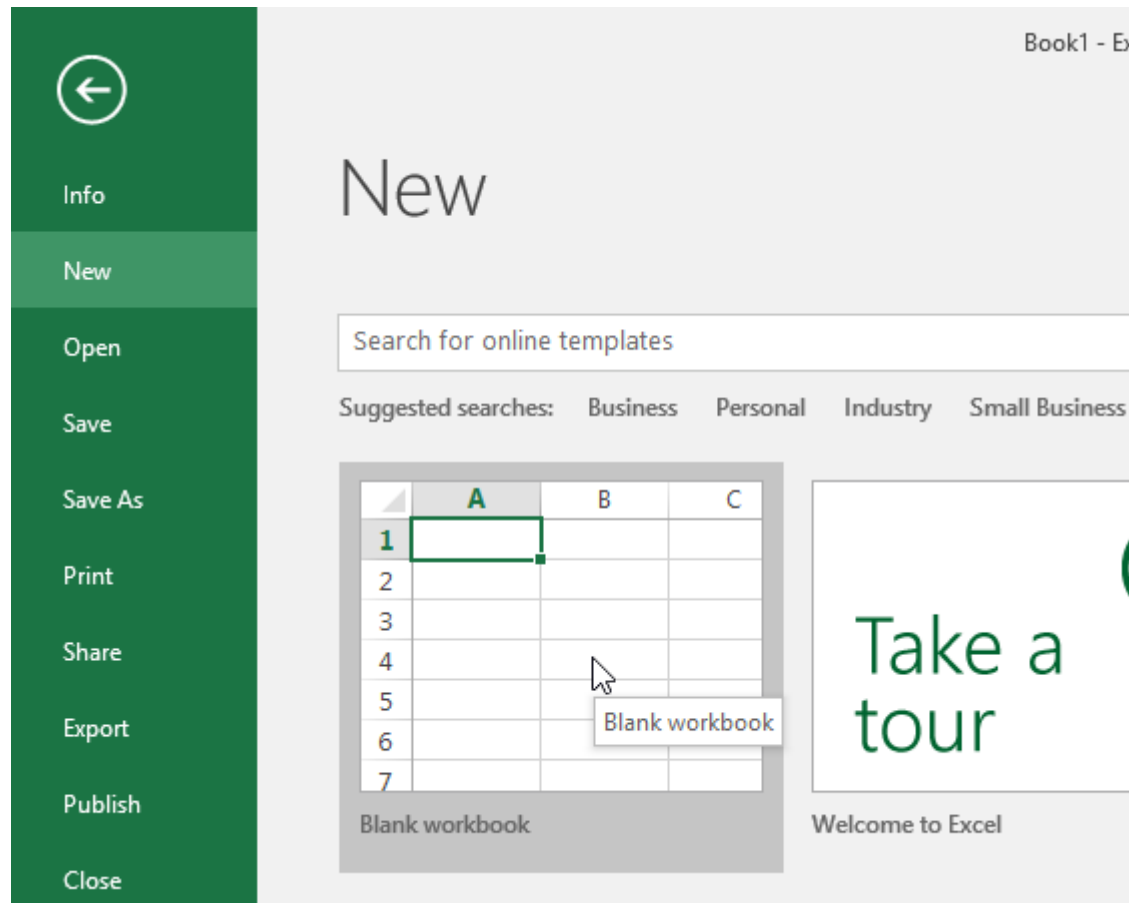 Book1 - Ex
Info
New
Open
Save
Save As
Print
Share
Export
Publish
Close
New
Search for online templates
Suggested searches: Business Personal Industry Small Business
A B C
1
2
3
4
5
6
7
Blank workbook
Blank workbook
Take a
tour
Welcome to Excel